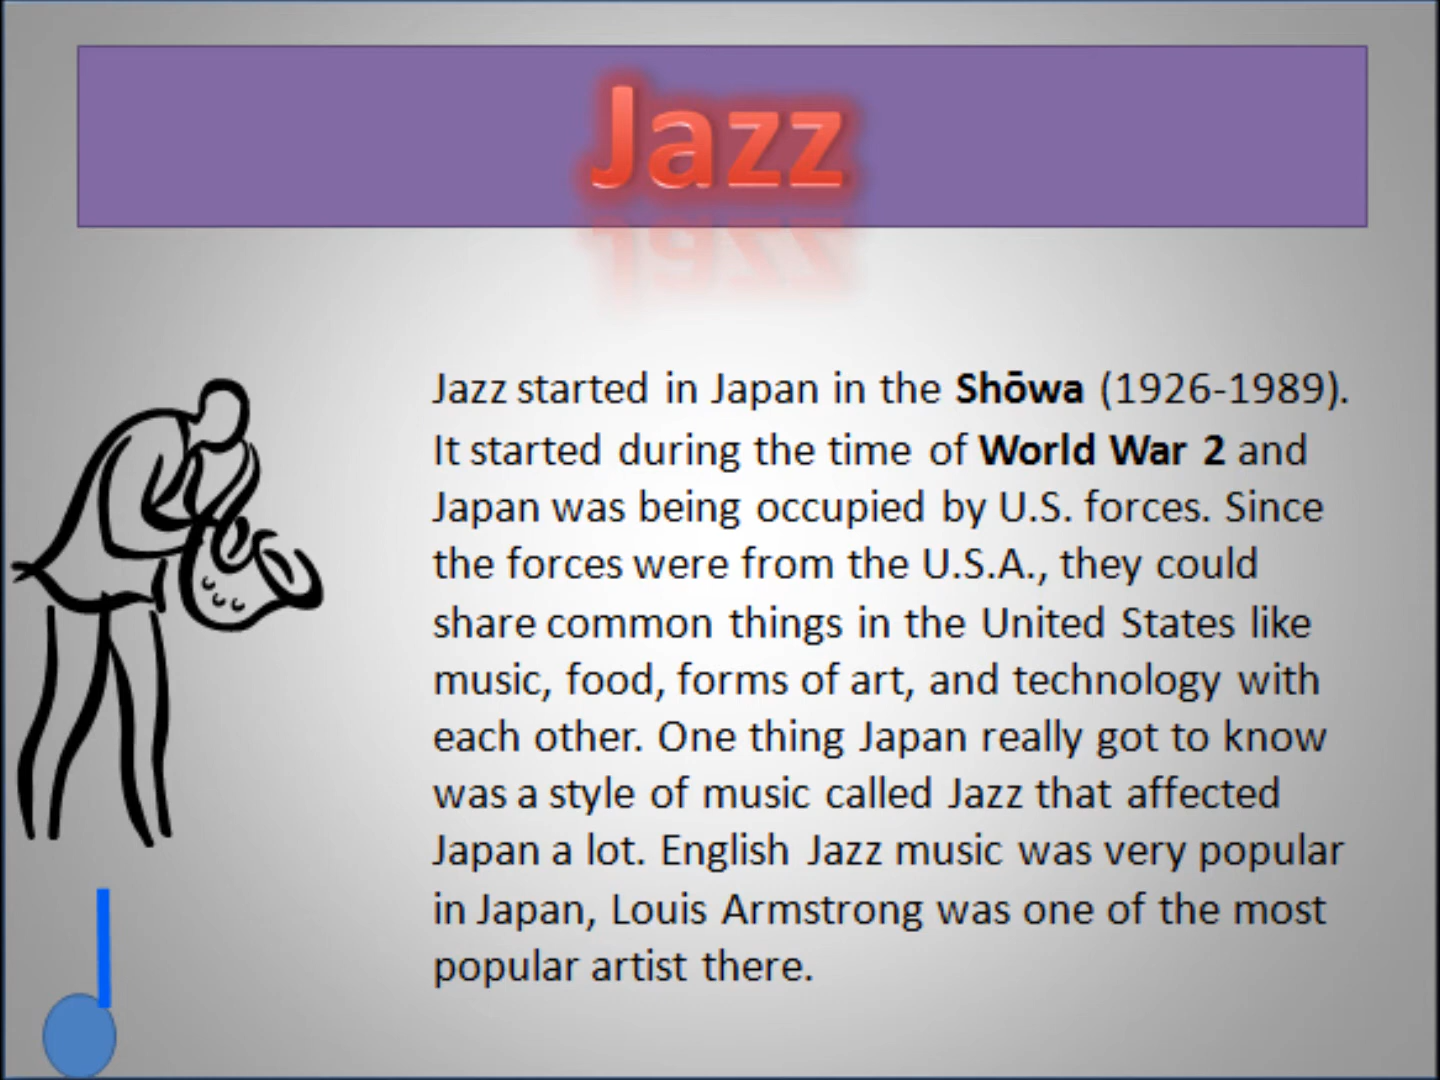 Jazz
Jazz started in Japan in the Shōwa (1926-1989).
It started during the time of World War 2 and
Japan was being occupied by U.S. forces. Since
the forces were from the U.S.A., they could
share common things in the United States like
music, food, forms of art, and technology with
each other. One thing Japan really got to know
was a style of music called Jazz that affected
Japan a lot. English Jazz music was very popular
in Japan, Louis Armstrong was one of the most
popular artist there.